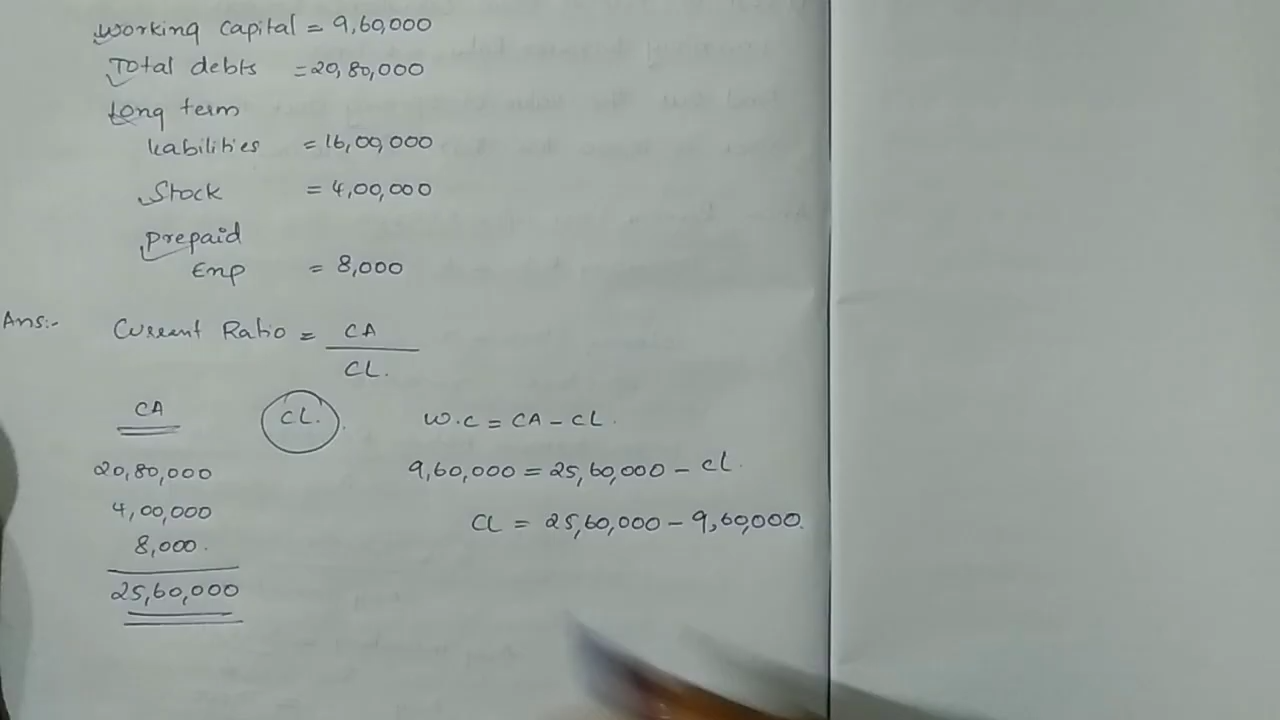 Working Capital = 9,60,000
Total debts = 20,80,000
Long term
liabilities = 16,00,000
Stock = 4,00,000
Prepaid
Enp = 8,000
Ans:- Current Ratio = CA
CL.
CA CL. W.C = CA - CL.
20,80,000 9,60,000 = 25,60,000 - CL.
4,00,000 CL = 25,60,000 - 9,60,000.
8,000.
25,60,000